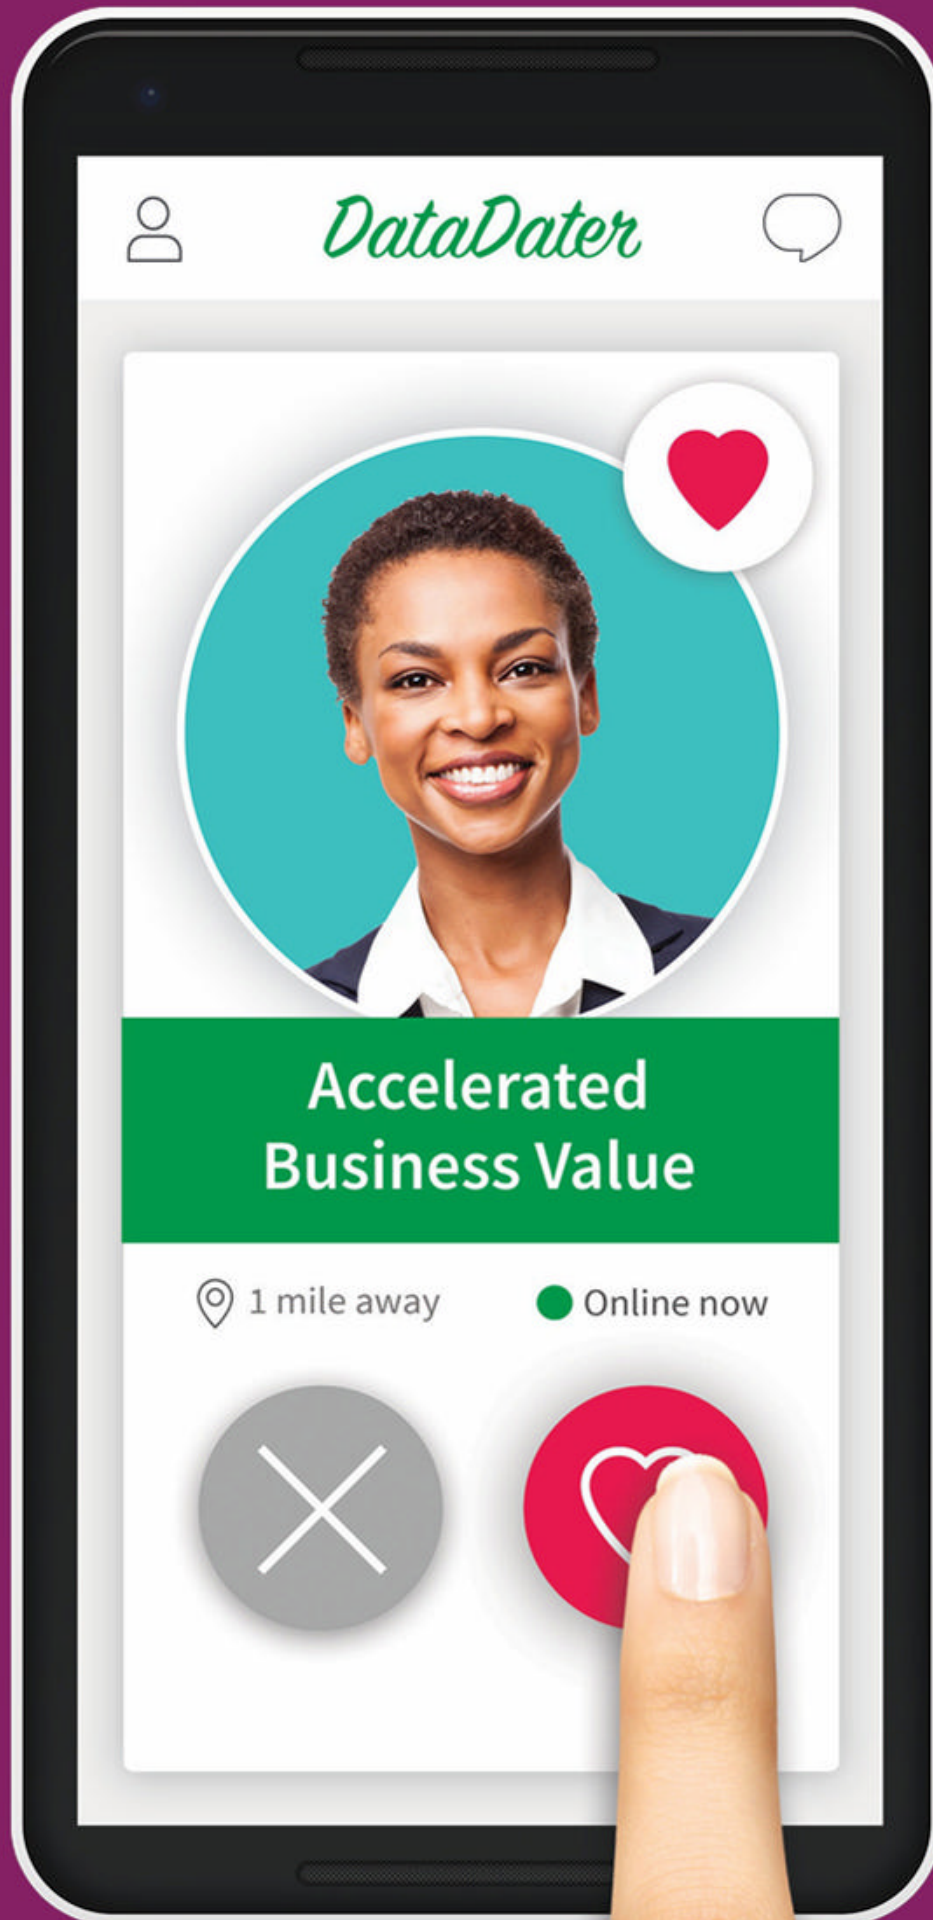 DataDater
Accelerated
Business Value
1 mile away
Online now